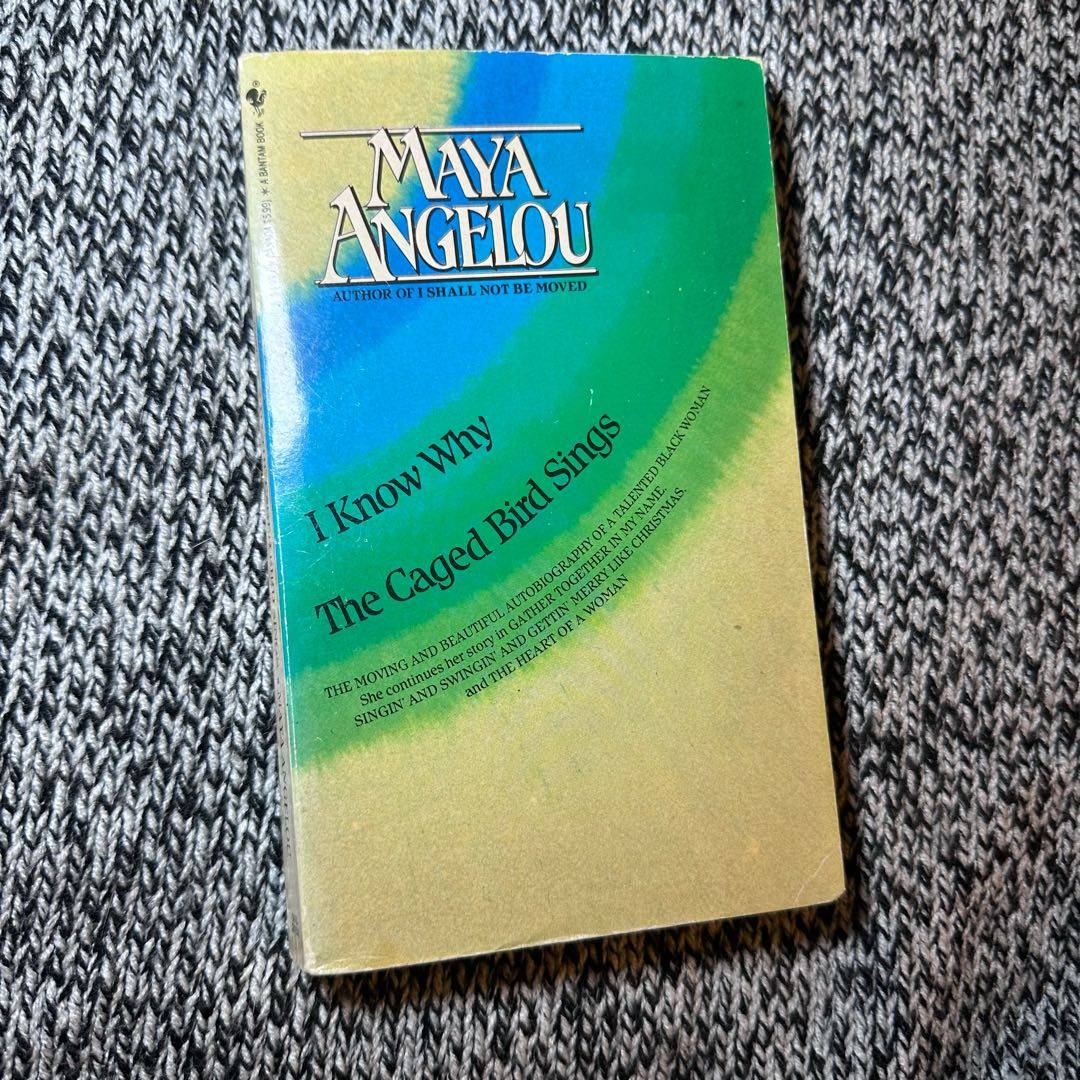 MAYA
ANGELOU
AUTHOR OF I SHALL NOT BE MOVED
I Know Why
The Caged Bird Sings
THE MOVING AND BEAUTIFUL AUTOBIOGRAPHY OF A TALENTED BLACK WOMAN
She continues her story in GATHER TOGETHER IN MY NAME,
SINGIN' AND SWINGIN' AND GETTIN' MERRY LIKE CHRISTMAS,
and THE HEART OF A WOMAN
A BANTAM BOOK